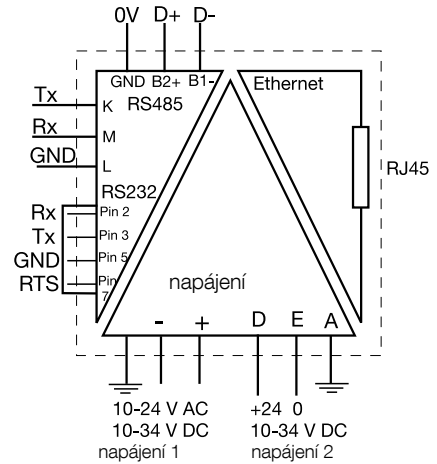 0V D+ D-
GND B2+ B1- Ethernet
Tx K RS485
Rx M
GND L
RJ45
RS232
Rx Pin 2
Tx Pin 3
GND Pin 5
RTS Pin 7
napájení
- + D E A
10-24 V AC +24 0
10-34 V DC 10-34 V DC
napájení 1 napájení 2